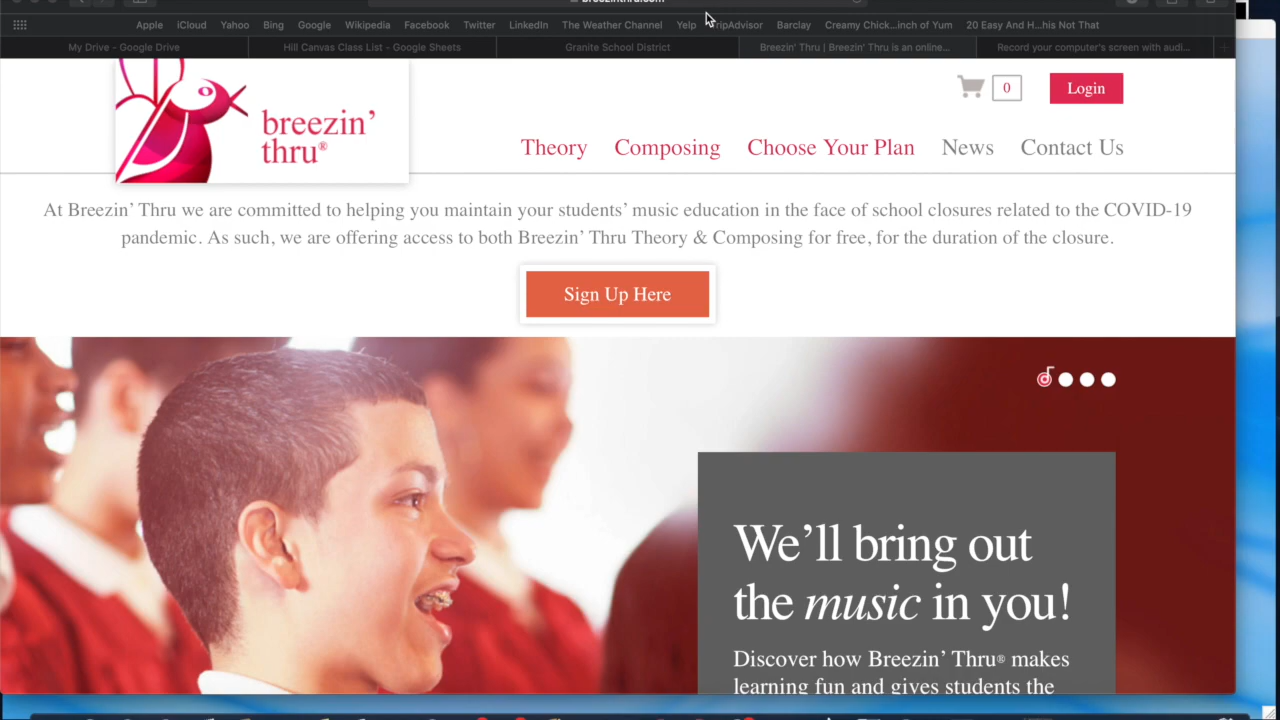 breezinthru.com
Apple iCloud Yahoo Bing Google Wikipedia Facebook Twitter LinkedIn The Weather Channel Yelp TripAdvisor Barclay Creamy Chick...inch of Yum 20 Easy And H...his Not That
My Drive - Google Drive Hill Canvas Class List - Google Sheets Granite School District Breezin' Thru | Breezin' Thru is an online... Record your computer's screen with audi...
breezin’
thru®
0 Login
Theory Composing Choose Your Plan News Contact Us
At Breezin’ Thru we are committed to helping you maintain your students’ music education in the face of school closures related to the COVID-19
pandemic. As such, we are offering access to both Breezin’ Thru Theory & Composing for free, for the duration of the closure.
Sign Up Here
We’ll bring out
the music in you!
Discover how Breezin’ Thru® makes
learning fun and gives students the